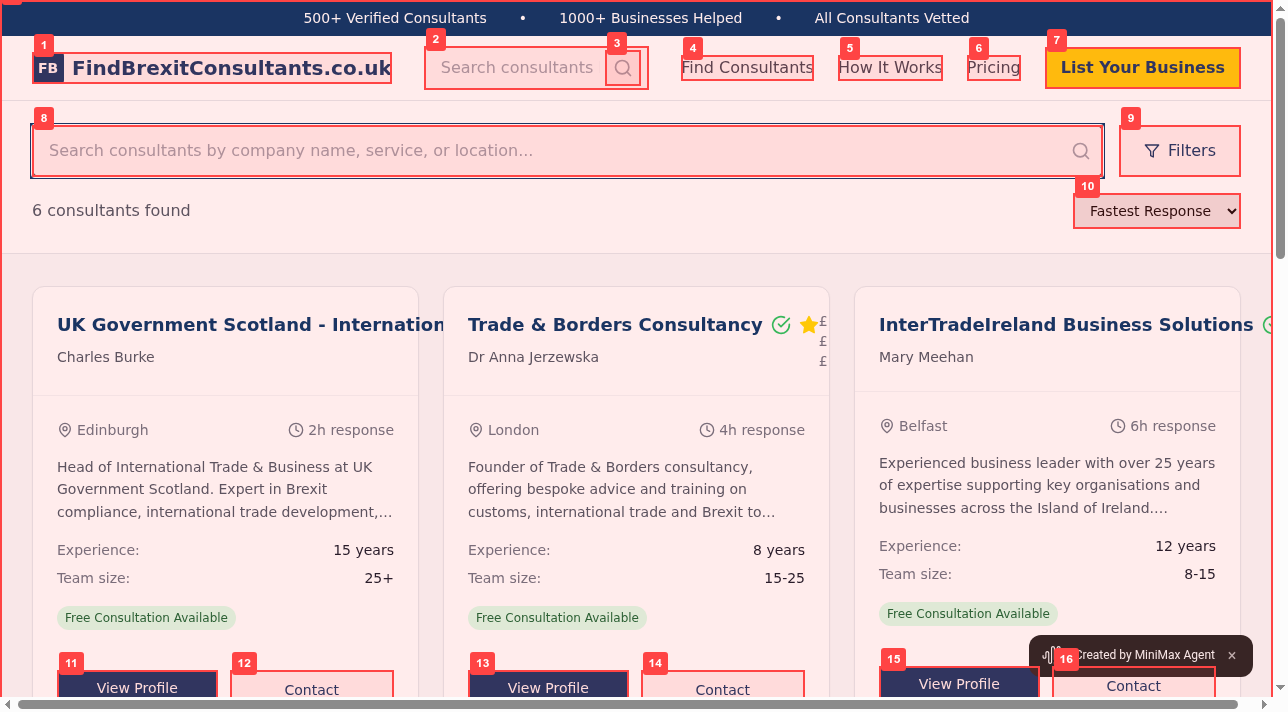 500+ Verified Consultants • 1000+ Businesses Helped • All Consultants Vetted
1 2 3 4 5 6 7
FB FindBrexitConsultants.co.uk Search consultants Find Consultants How It Works Pricing List Your Business
8 9
Search consultants by company name, service, or location... Filters
10
6 consultants found Fastest Response
UK Government Scotland - Internation
Charles Burke
Edinburgh 2h response
Head of International Trade & Business at UK
Government Scotland. Expert in Brexit
compliance, international trade development,...
Experience: 15 years
Team size: 25+
Free Consultation Available
11 12
View Profile Contact
Trade & Borders Consultancy £
£
£
Dr Anna Jerzewska
London 4h response
Founder of Trade & Borders consultancy,
offering bespoke advice and training on
customs, international trade and Brexit to...
Experience: 8 years
Team size: 15-25
Free Consultation Available
13 14
View Profile Contact
InterTradeIreland Business Solutions
Mary Meehan
Belfast 6h response
Experienced business leader with over 25 years
of expertise supporting key organisations and
businesses across the Island of Ireland....
Experience: 12 years
Team size: 8-15
Free Consultation Available
15 16
View Profile Contact
Created by MiniMax Agent ×